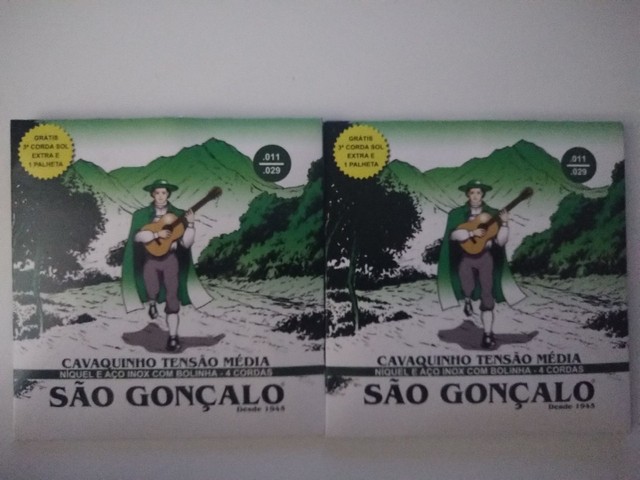 GRÁTIS
3ª CORDA SOL
EXTRA E
1 PALHETA
.011
.029
CAVAQUINHO TENSÃO MÉDIA
NÍQUEL E AÇO INOX COM BOLINHA - 4 CORDAS
SÃO GONÇALO
Desde 1945
GRÁTIS
3ª CORDA SOL
EXTRA E
1 PALHETA
.011
.029
CAVAQUINHO TENSÃO MÉDIA
NÍQUEL E AÇO INOX COM BOLINHA - 4 CORDAS
SÃO GONÇALO
Desde 1945